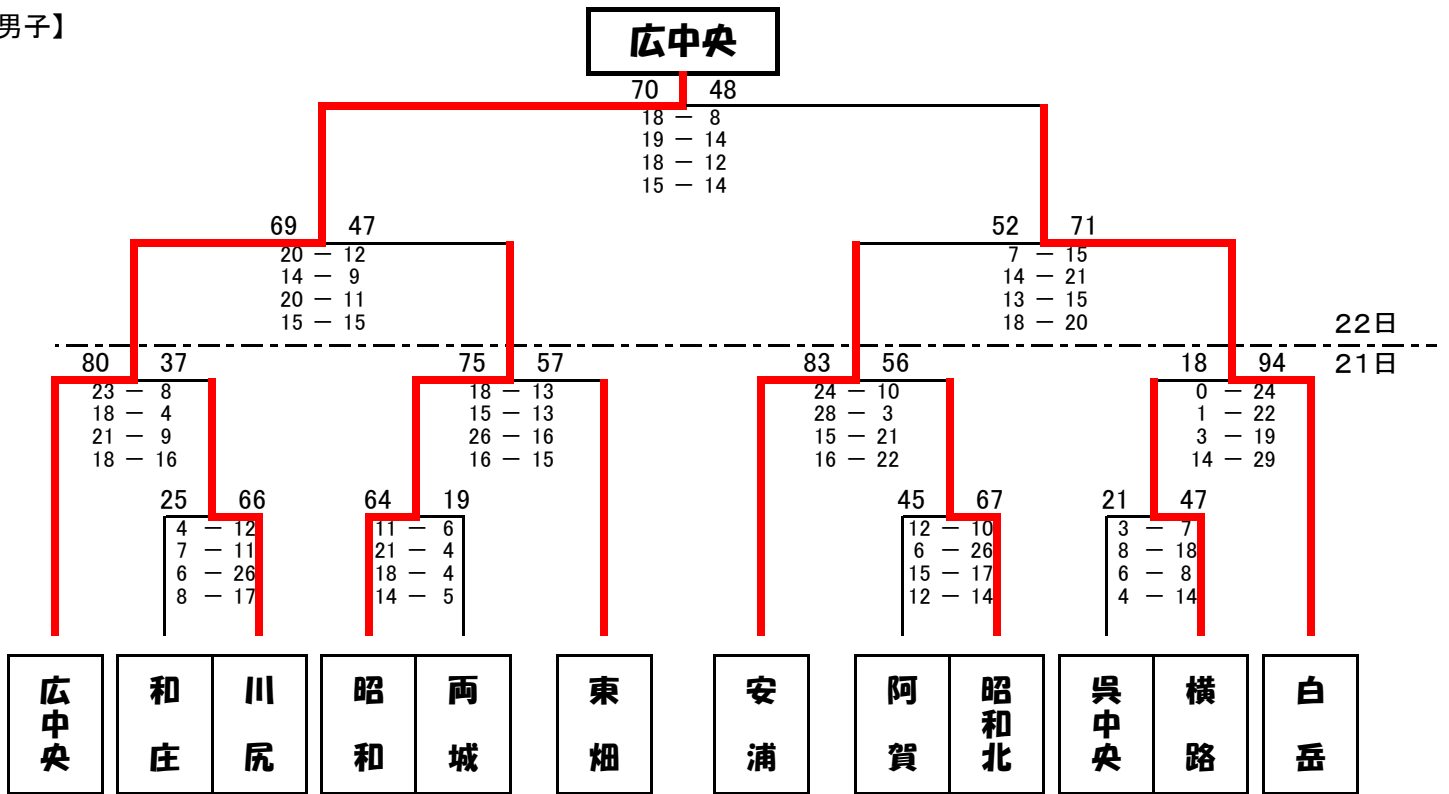 男子】
広中央
70 48
18 － 8
19 － 14
18 － 12
15 － 14
69 47
20 － 12
14 － 9
20 － 11
15 － 15
52 71
7 － 15
14 － 21
13 － 15
18 － 20
22日
21日
80 37
23 － 8
18 － 4
21 － 9
18 － 16
75 57
18 － 13
15 － 13
26 － 16
16 － 15
83 56
24 － 10
28 － 3
15 － 21
16 － 22
18 94
0 － 24
1 － 22
3 － 19
14 － 29
25 66
4 － 12
7 － 11
6 － 26
8 － 17
64 19
11 － 6
21 － 4
18 － 4
14 － 5
45 67
12 － 10
6 － 26
15 － 17
12 － 14
21 47
3 － 7
8 － 18
6 － 8
4 － 14
広中央
和庄
川尻
昭和
両城
東畑
安浦
阿賀
昭和北
呉中央
横路
白岳